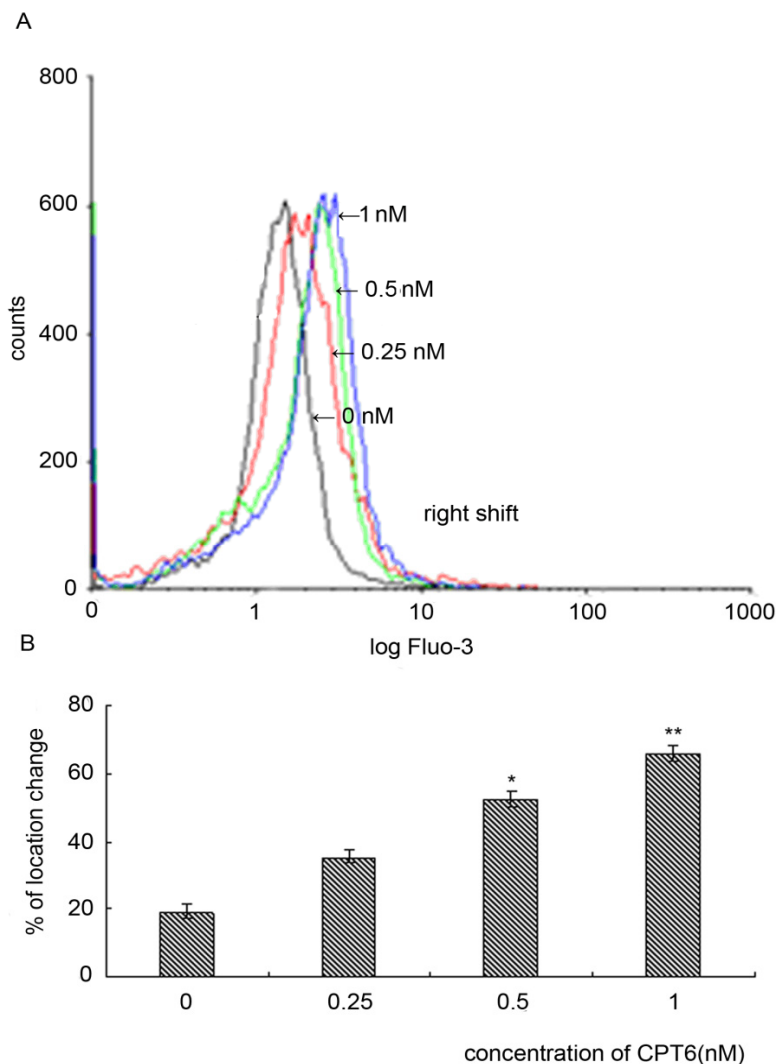 A
800
600
400
200
0
counts
←1 nM
←0.5 nM
←0.25 nM
←0 nM
right shift
0 1 10 100 1000
log Fluo-3
B
80
60
40
20
0
% of location change
*
**
0 0.25 0.5 1
concentration of CPT6(nM)